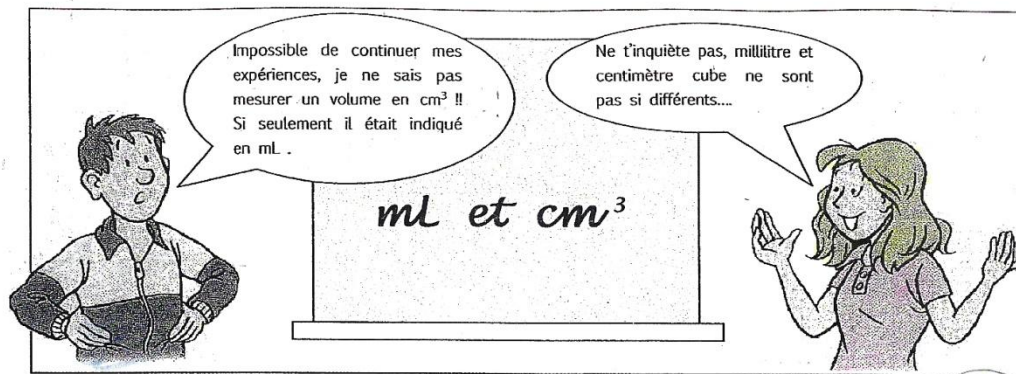 Impossible de continuer mes
expériences, je ne sais pas
mesurer un volume en cm³ !!
Si seulement il était indiqué
en mL .
Ne t'inquiète pas, millilitre et
centimètre cube ne sont
pas si différents....
mL et cm³